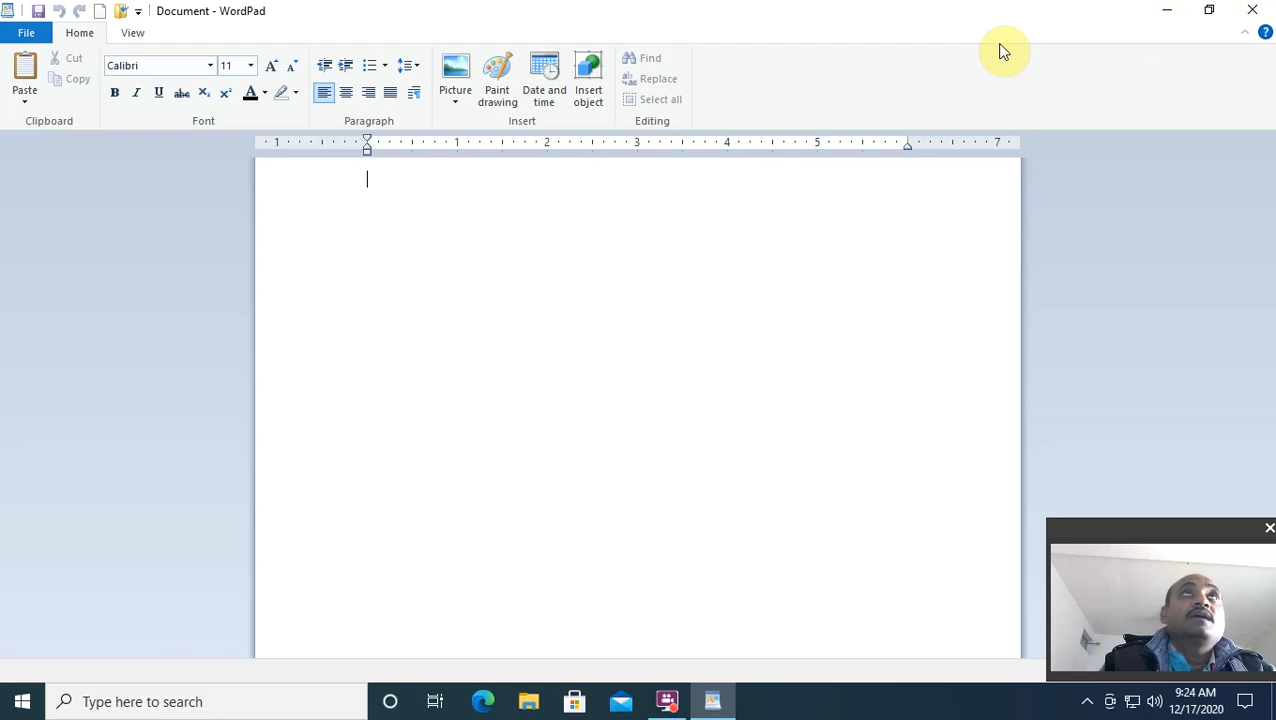 Document - WordPad
File
Home
View
Paste
Cut
Copy
Clipboard
Calibri
11
Font
Paragraph
Picture
Paint drawing
Date and time
Insert object
Insert
Find
Replace
Select all
Editing
1 1 2 3 4 5 7
Type here to search
9:24 AM
12/17/2020